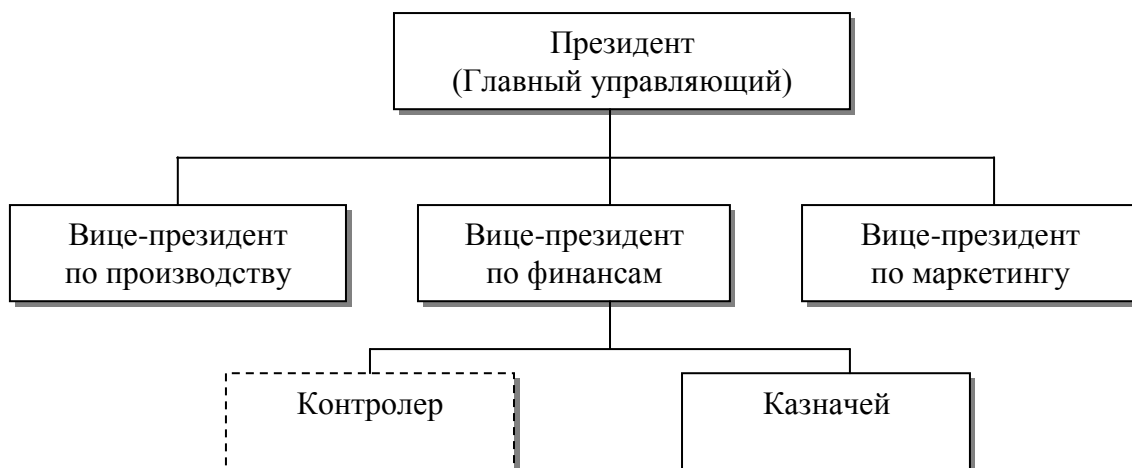 Президент
(Главный управляющий)
Вице-президент
по производству
Вице-президент
по финансам
Вице-президент
по маркетингу
Контролер
Казначей